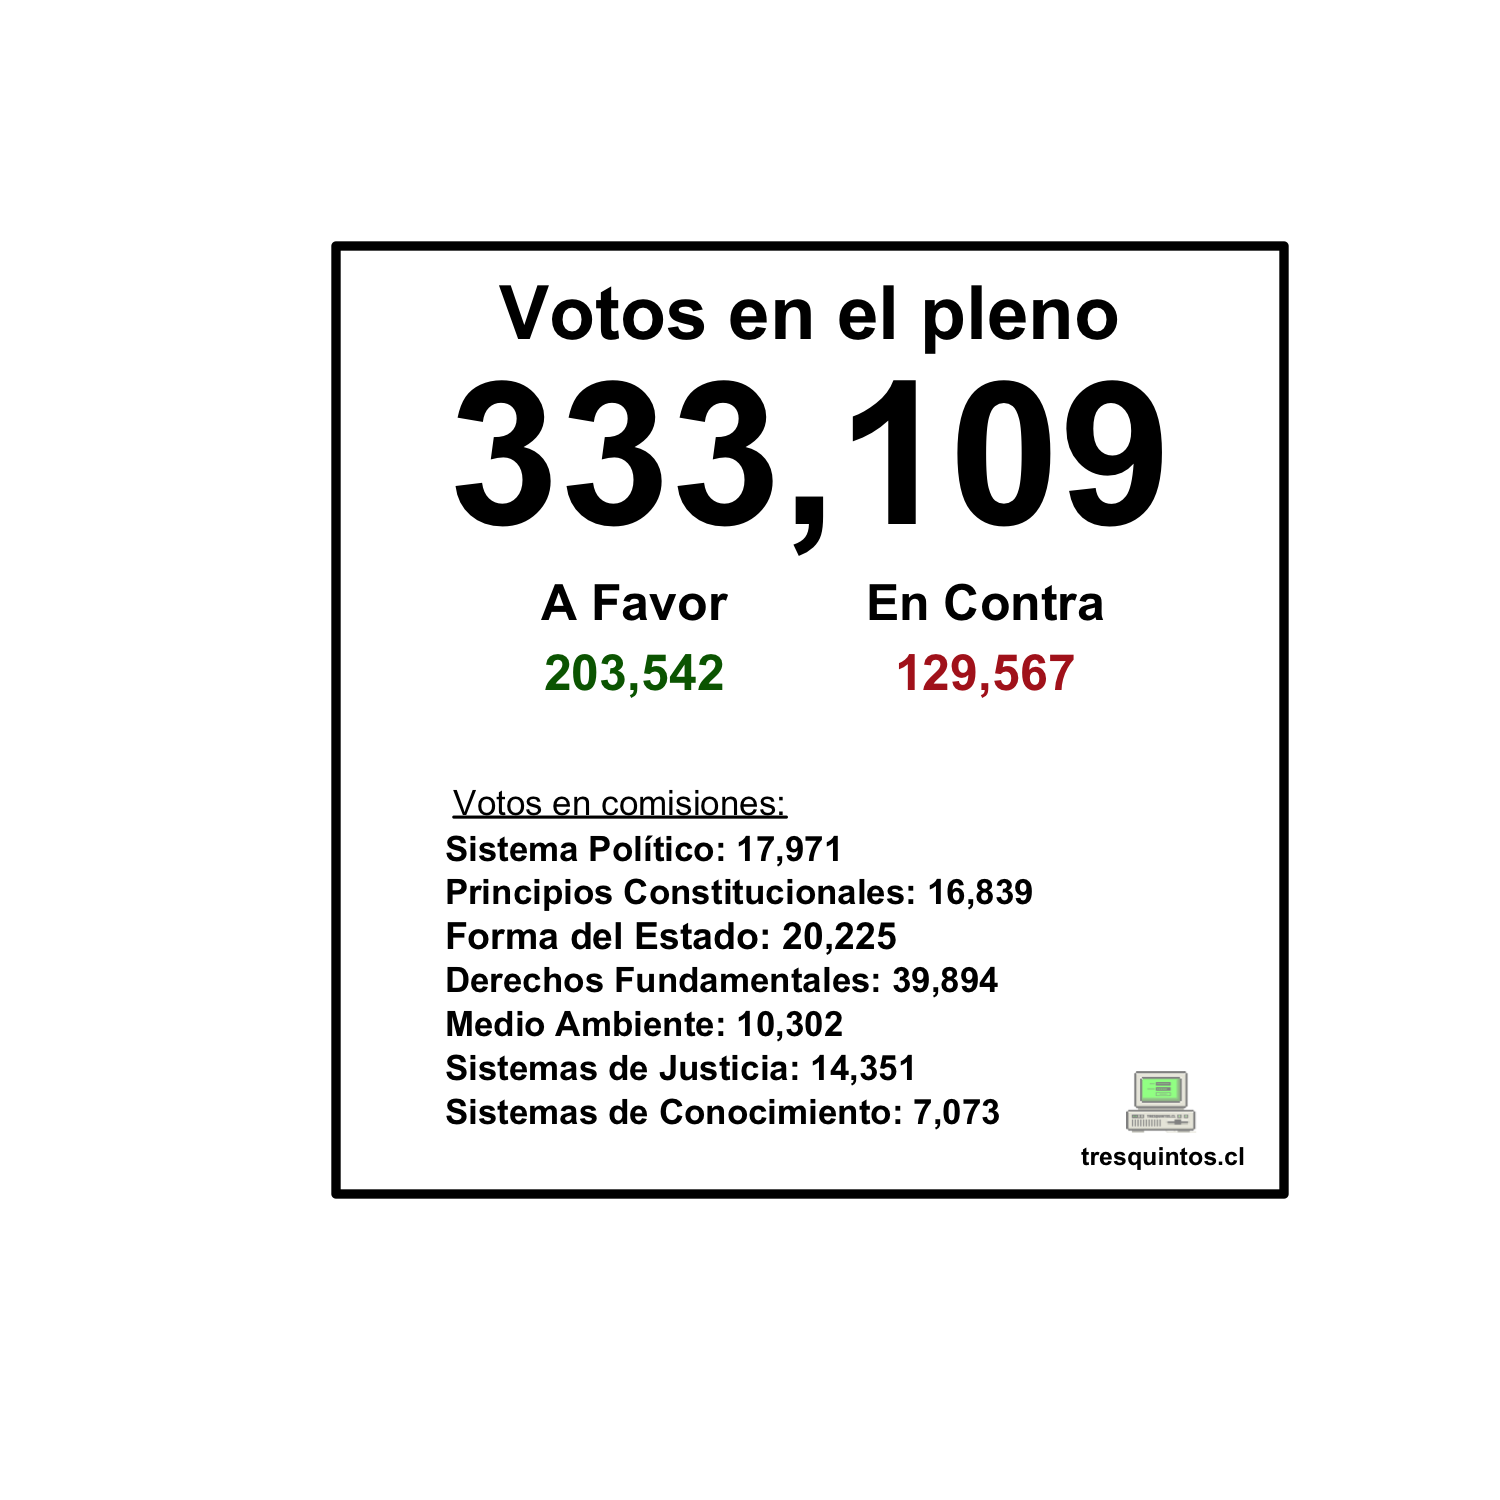 Votos en el pleno
333,109
A Favor En Contra
203,542 129,567
Votos en comisiones:
Sistema Político: 17,971
Principios Constitucionales: 16,839
Forma del Estado: 20,225
Derechos Fundamentales: 39,894
Medio Ambiente: 10,302
Sistemas de Justicia: 14,351
Sistemas de Conocimiento: 7,073
tresquintos.cl